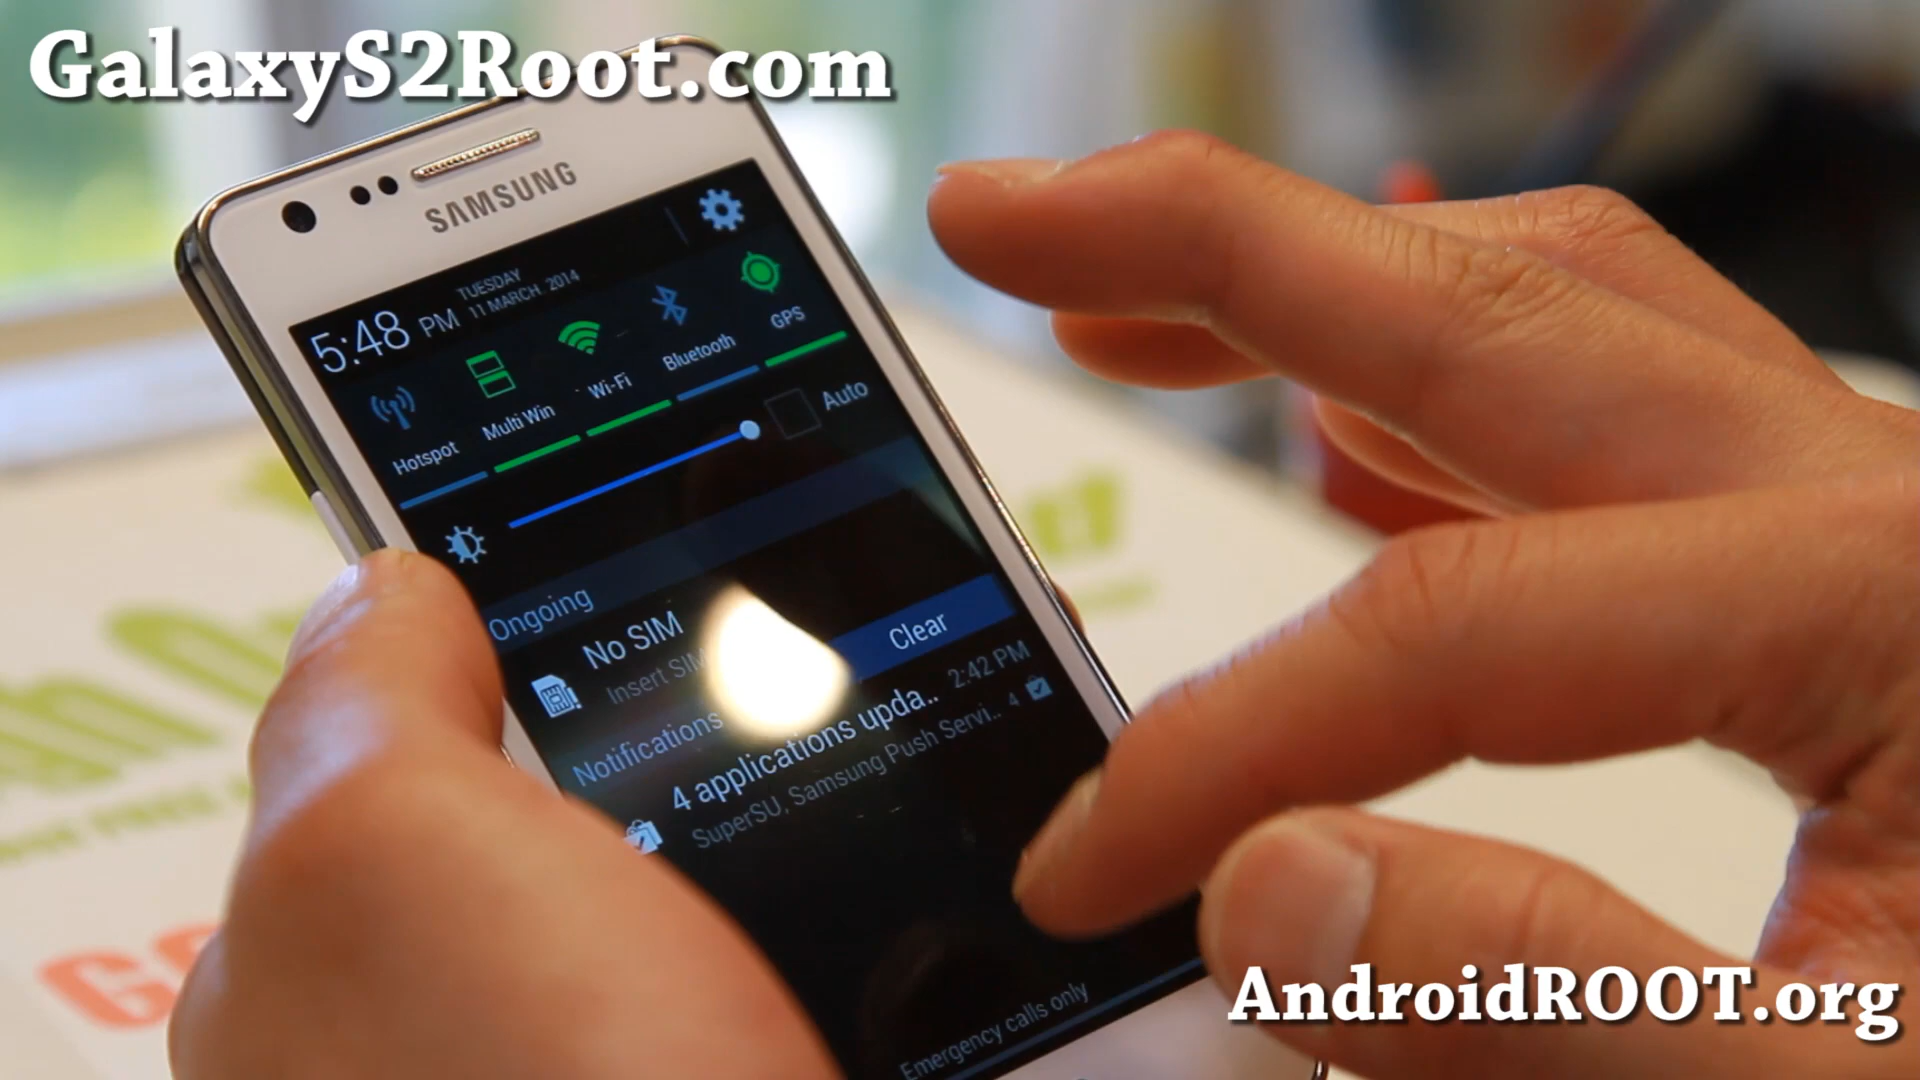 GalaxyS2Root.com
SAMSUNG
5:48 PM
TUESDAY
11 MARCH 2014
Hotspot
Multi Win
Wi-Fi
Bluetooth
GPS
Auto
Ongoing
No SIM
Insert SIM
Clear
Notifications
4 applications upda..
2:42 PM
SuperSU, Samsung Push Servi..
4
Emergency calls only
AndroidROOT.org